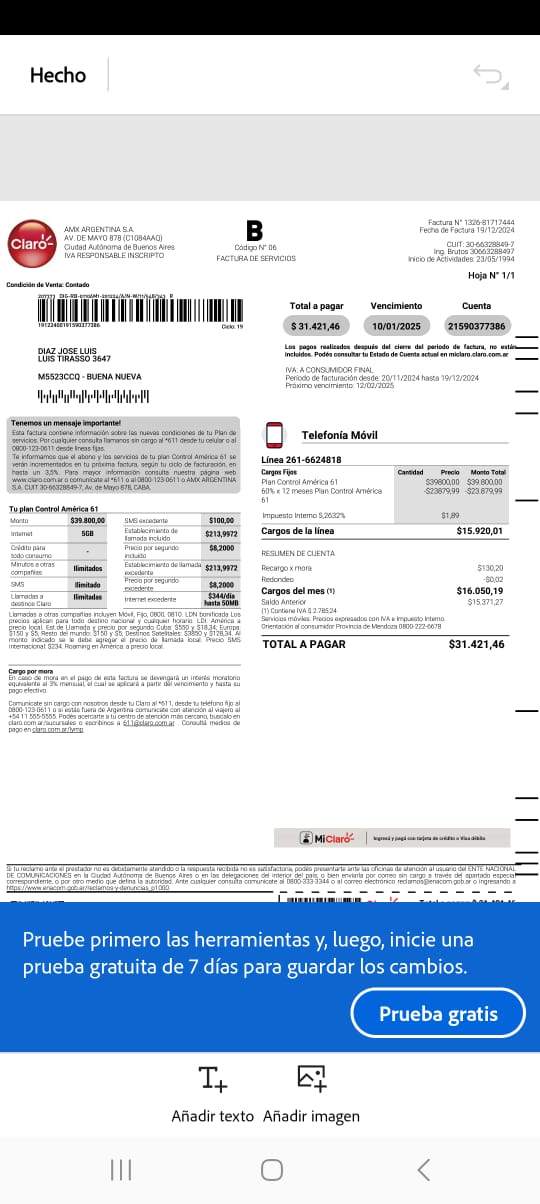 Hecho
Claro
AMX ARGENTINA S.A.
AV. DE MAYO 878 (C1084AAQ)
Ciudad Autónoma de Buenos Aires
IVA RESPONSABLE INSCRIPTO
B
Código N° 06
FACTURA DE SERVICIOS
Factura N° 1326-81717444
Fecha de Factura 19/12/2024
CUIT: 30-66328849-7
Ing. Brutos 30663288497
Inicio de Actividades: 23/05/1994
Hoja N° 1/1
Condición de Venta: Contado
19122400191590377386
Ciclo: 19
DIAZ JOSE LUIS
LUIS TIRASSO 3647
M5523CCQ - BUENA NUEVA
Total a pagar
Vencimiento
Cuenta
$ 31.421,46
10/01/2025
21590377386
Los pagos realizados después del cierre del período de factura, no están
incluidos. Podés consultar tu Estado de Cuenta actual en miclaro.claro.com.ar
IVA: A CONSUMIDOR FINAL
Período de facturación desde: 20/11/2024 hasta 19/12/2024
Próximo vencimiento: 12/02/2025
Tenemos un mensaje importante!
Esta factura contiene información sobre las nuevas condiciones de tu Plan de
servicios. Por cualquier consulta llamanos sin cargo al *611 desde tu celular o al
0800-123-0611 desde líneas fijas.
Te informamos que el abono y los servicios de tu plan Control América 61 se
verán incrementados en tu próxima factura, según tu ciclo de facturación, en
hasta un 3,5%. Para mayor información consultá nuestra página web
www.claro.com.ar o comunicate al *611 o al 0800-123-0611 o AMX ARGENTINA
S.A. CUIT 30-66328849-7, Av. de Mayo 878, CABA.
Tu plan Control América 61
Monto $39.800,00 SMS excedente $100,00
Internet 5GB Establecimiento de llamada incluido $213,9972
Crédito para todo consumo - Precio por segundo incluido $8,2000
Minutos a otras compañías Ilimitados Establecimiento de llamada excedente $213,9972
SMS Ilimitado Precio por segundo excedente $8,2000
Llamadas a destinos Claro Ilimitadas Internet excedente $344/día hasta 50MB
Llamadas a otras compañías incluyen Móvil, Fijo, 0800, 0810. LDN bonificada Los
precios aplican para todo destino nacional y cualquier horario. LDI: América a
precio local. Est.de Llamada y precio por segundo Cuba: $550 y $18,34; Europa:
$150 y $5; Resto del mundo: $150 y $5; Destinos Satelitales: $3850 y $128,34. Al
monto indicado se le debe agregar el precio de llamada local. Precio SMS
internacional: $234. Roaming en América a precio local.
Cargo por mora
En caso de mora en el pago de esta factura se devengará un interés moratorio
equivalente al 3% mensual, el cual se aplicará a partir del vencimiento y hasta su
pago efectivo.
Comunicate sin cargo con nosotros desde tu Claro al *611, desde tu teléfono fijo al
0800-123-0611 o si estás fuera de Argentina comunicate con atención al viajero al
+54 11 555-5555. Podés acercarte a tu centro de atención más cercano, buscalo en
claro.com.ar/sucursales o escribinos a 611@claro.com.ar . Consultá medios de
pago en claro.com.ar/lymp.
Telefonía Móvil
Línea 261-6624818
Cargos Fijos Cantidad Precio Monto Total
Plan Control América 61 $39800,00 $39.800,00
60% x 12 meses Plan Control América -$23879,99 -$23.879,99
61
Impuesto Interno 5,2632% $1,89
Cargos de la línea $15.920,01
RESUMEN DE CUENTA
Recargo x mora $130,20
Redondeo -$0,02
Cargos del mes (1) $16.050,19
Saldo Anterior $15.371,27
(1) Contiene IVA $ 2.785,24
Servicios móviles: Precios expresados con IVA e Impuesto Interno.
Orientación al consumidor Provincia de Mendoza 0800-222-6678
TOTAL A PAGAR $31.421,46
MiClaro
Ingresá y pagá con tarjeta de crédito o Visa débito
Si tu reclamo ante el prestador no es debidamente atendido o la respuesta recibida no es satisfactoria, podés presentarte ante las oficinas de atención al usuario del ENTE NACIONAL
DE COMUNICACIONES en la Ciudad Autónoma de Buenos Aires o en las delegaciones del interior del país, o bien enviarla por correo sin cargo a través del apartado especial
correspondiente, o por otro medio que defina la autoridad. Ante cualquier consulta comunicate al 0800-333-3344 o al correo electrónico reclamos@enacom.gob.ar o ingresando a
https://www.enacom.gob.ar/reclamos-y-denuncias_p1000.
Pruebe primero las herramientas y, luego, inicie una
prueba gratuita de 7 días para guardar los cambios.
Prueba gratis
Añadir texto
Añadir imagen